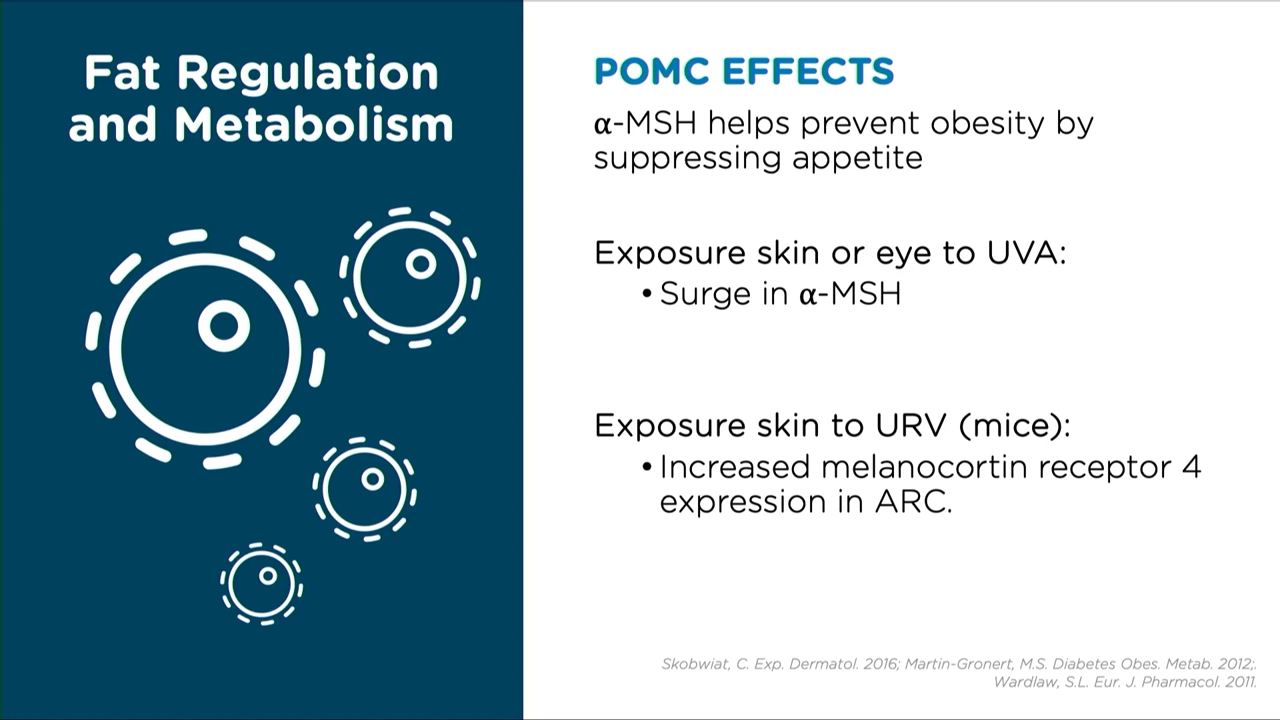 Fat Regulation
and Metabolism
POMC EFFECTS
α-MSH helps prevent obesity by
suppressing appetite
Exposure skin or eye to UVA:
• Surge in α-MSH
Exposure skin to URV (mice):
• Increased melanocortin receptor 4
expression in ARC.
Skobwiat, C. Exp. Dermatol. 2016; Martin-Gronert, M.S. Diabetes Obes. Metab. 2012;.
Wardlaw, S.L. Eur. J. Pharmacol. 2011.